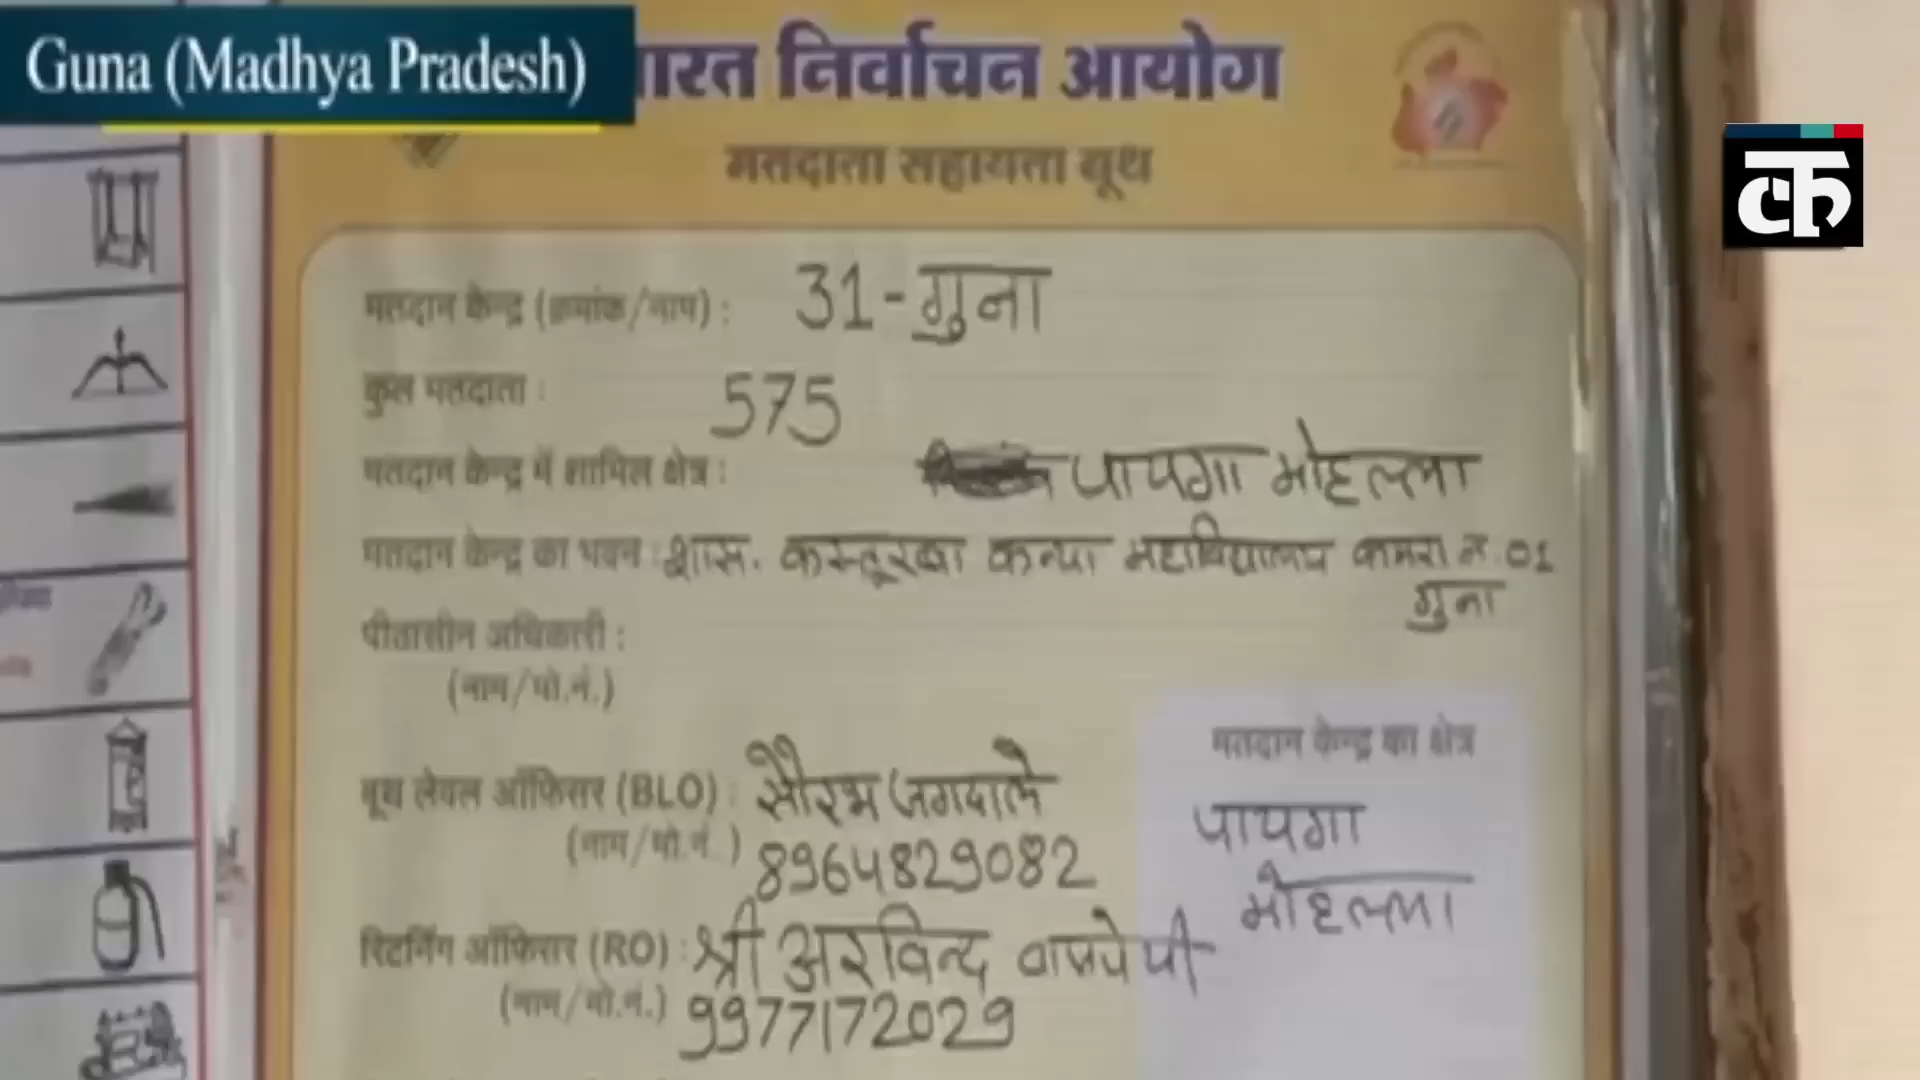 Guna (Madhya Pradesh)
भारत निर्वाचन आयोग
मतदाता सहायता बूथ
क
मतदान केन्द्र (क्रमांक/नाम) : 31-गुना
कुल मतदाता : 575
मतदान केन्द्र में शामिल क्षेत्र : पायगा मोहल्ला
मतदान केन्द्र का भवन : शास. कस्तूरबा कन्या महाविद्यालय कमरा नं. 01
गुना
पीठासीन अधिकारी :
(नाम/मो.नं.)
बूथ लेवल ऑफिसर (BLO) : सौरभ जगदाले
(नाम/मो.नं.) 8964829082
रिटर्निंग ऑफिसर (RO) : श्री अरविन्द वाजपेयी
(नाम/मो.नं.) 9977172029
मतदान केन्द्र का क्षेत्र
पायगा
मोहल्ला